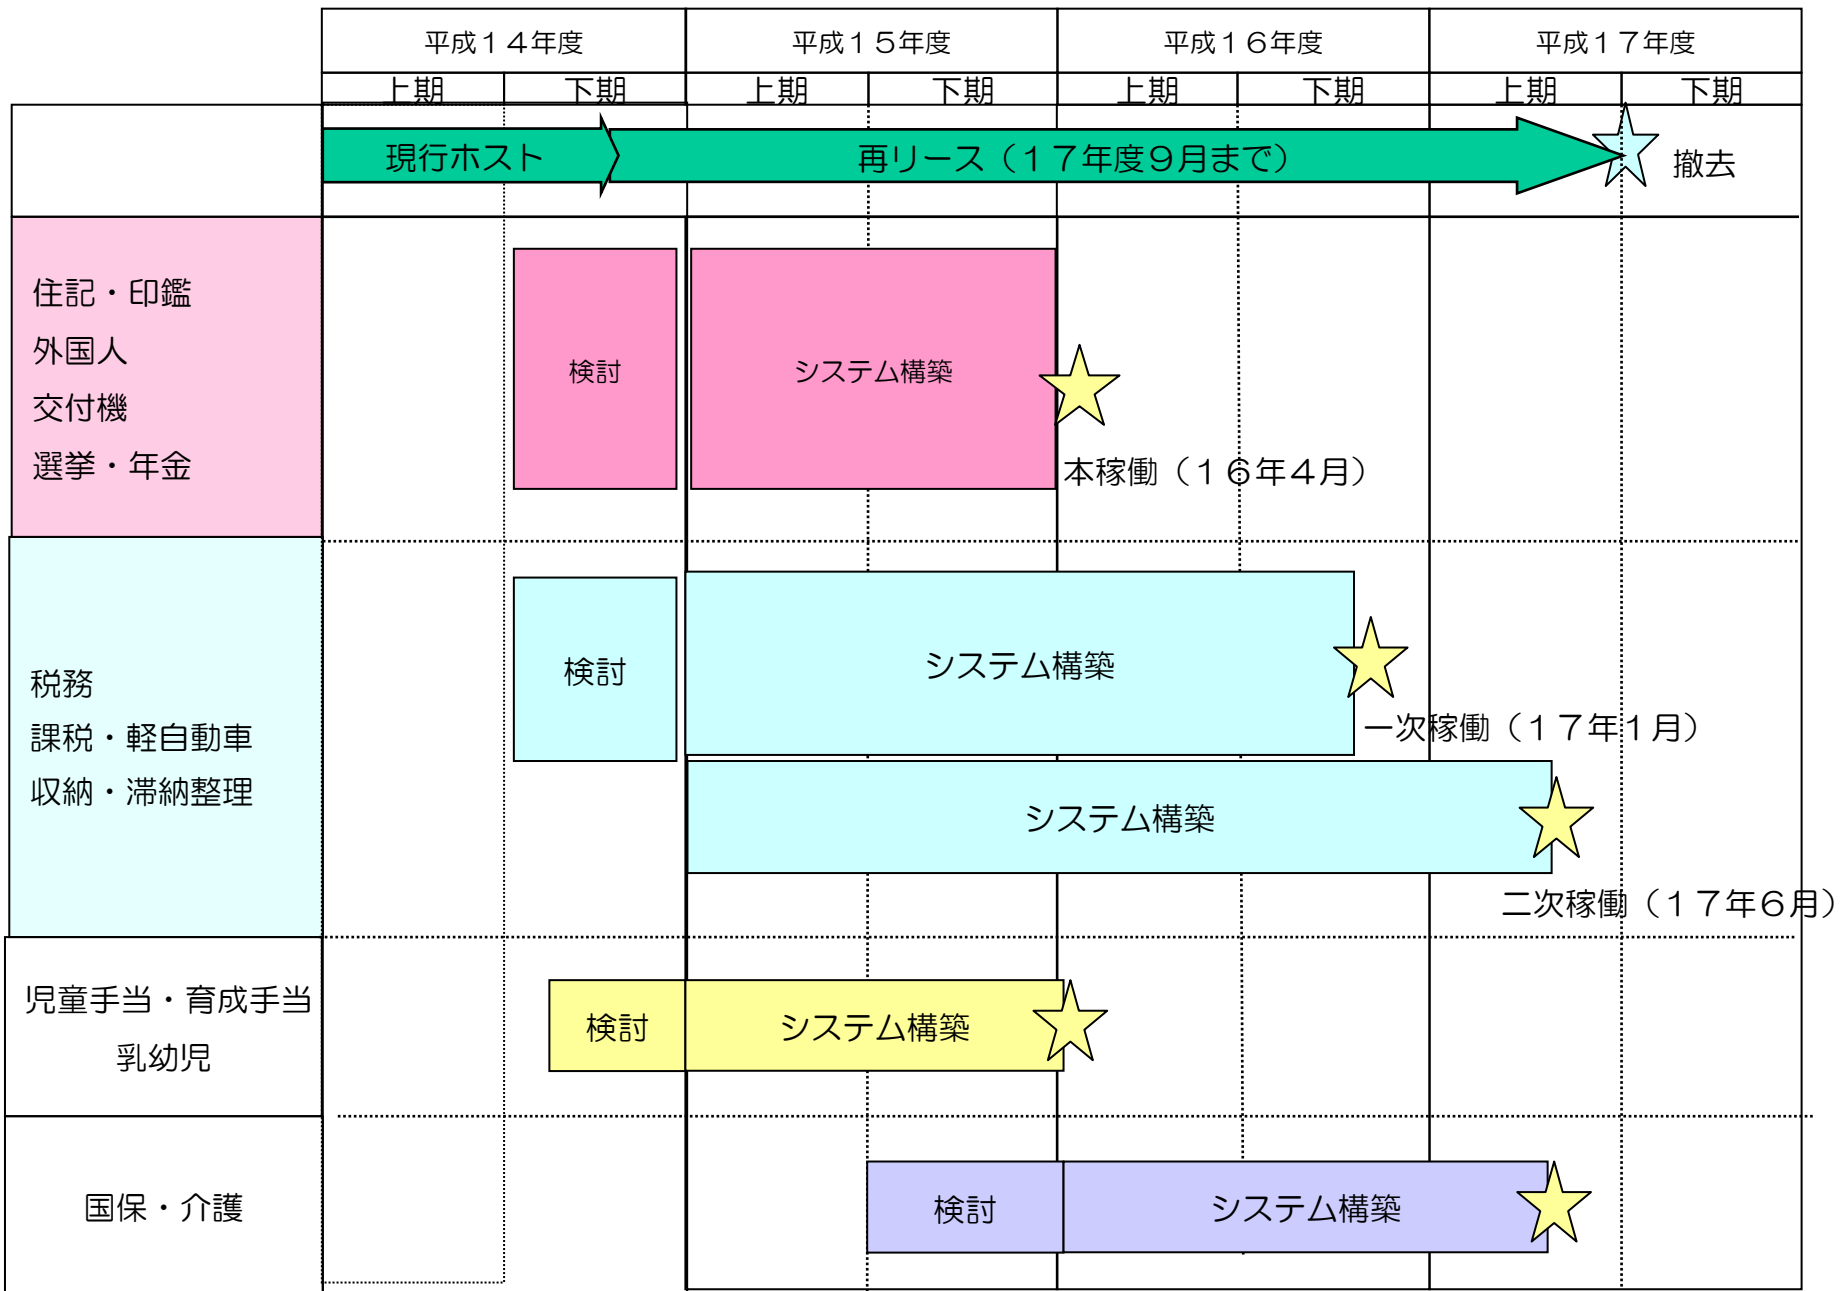 平成１４年度
平成１５年度
平成１６年度
平成１７年度
上期
下期
上期
下期
上期
下期
上期
下期
現行ホスト
再リース（１７年度９月まで）
撤去
住記・印鑑
外国人
交付機
選挙・年金
検討
システム構築
本稼働（１６年４月）
税務
課税・軽自動車
収納・滞納整理
検討
システム構築
一次稼働（１７年１月）
システム構築
二次稼働（１７年６月）
児童手当・育成手当
乳幼児
検討
システム構築
国保・介護
検討
システム構築